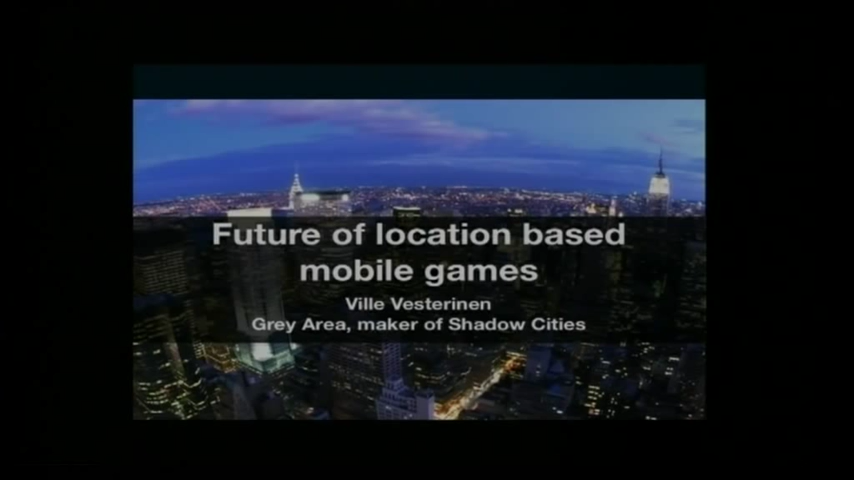 Future of location based
mobile games
Ville Vesterinen
Grey Area, maker of Shadow Cities